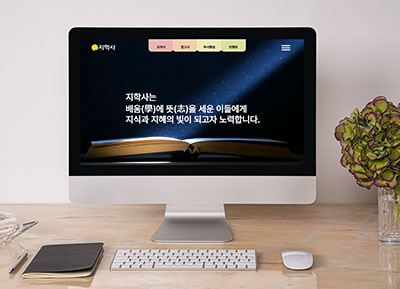 지학사
교과서 참고서 독서평설 단행본
지학사는
배움(學)에 뜻(志)을 세운 이들에게
지식과 지혜의 빛이 되고자 노력합니다.